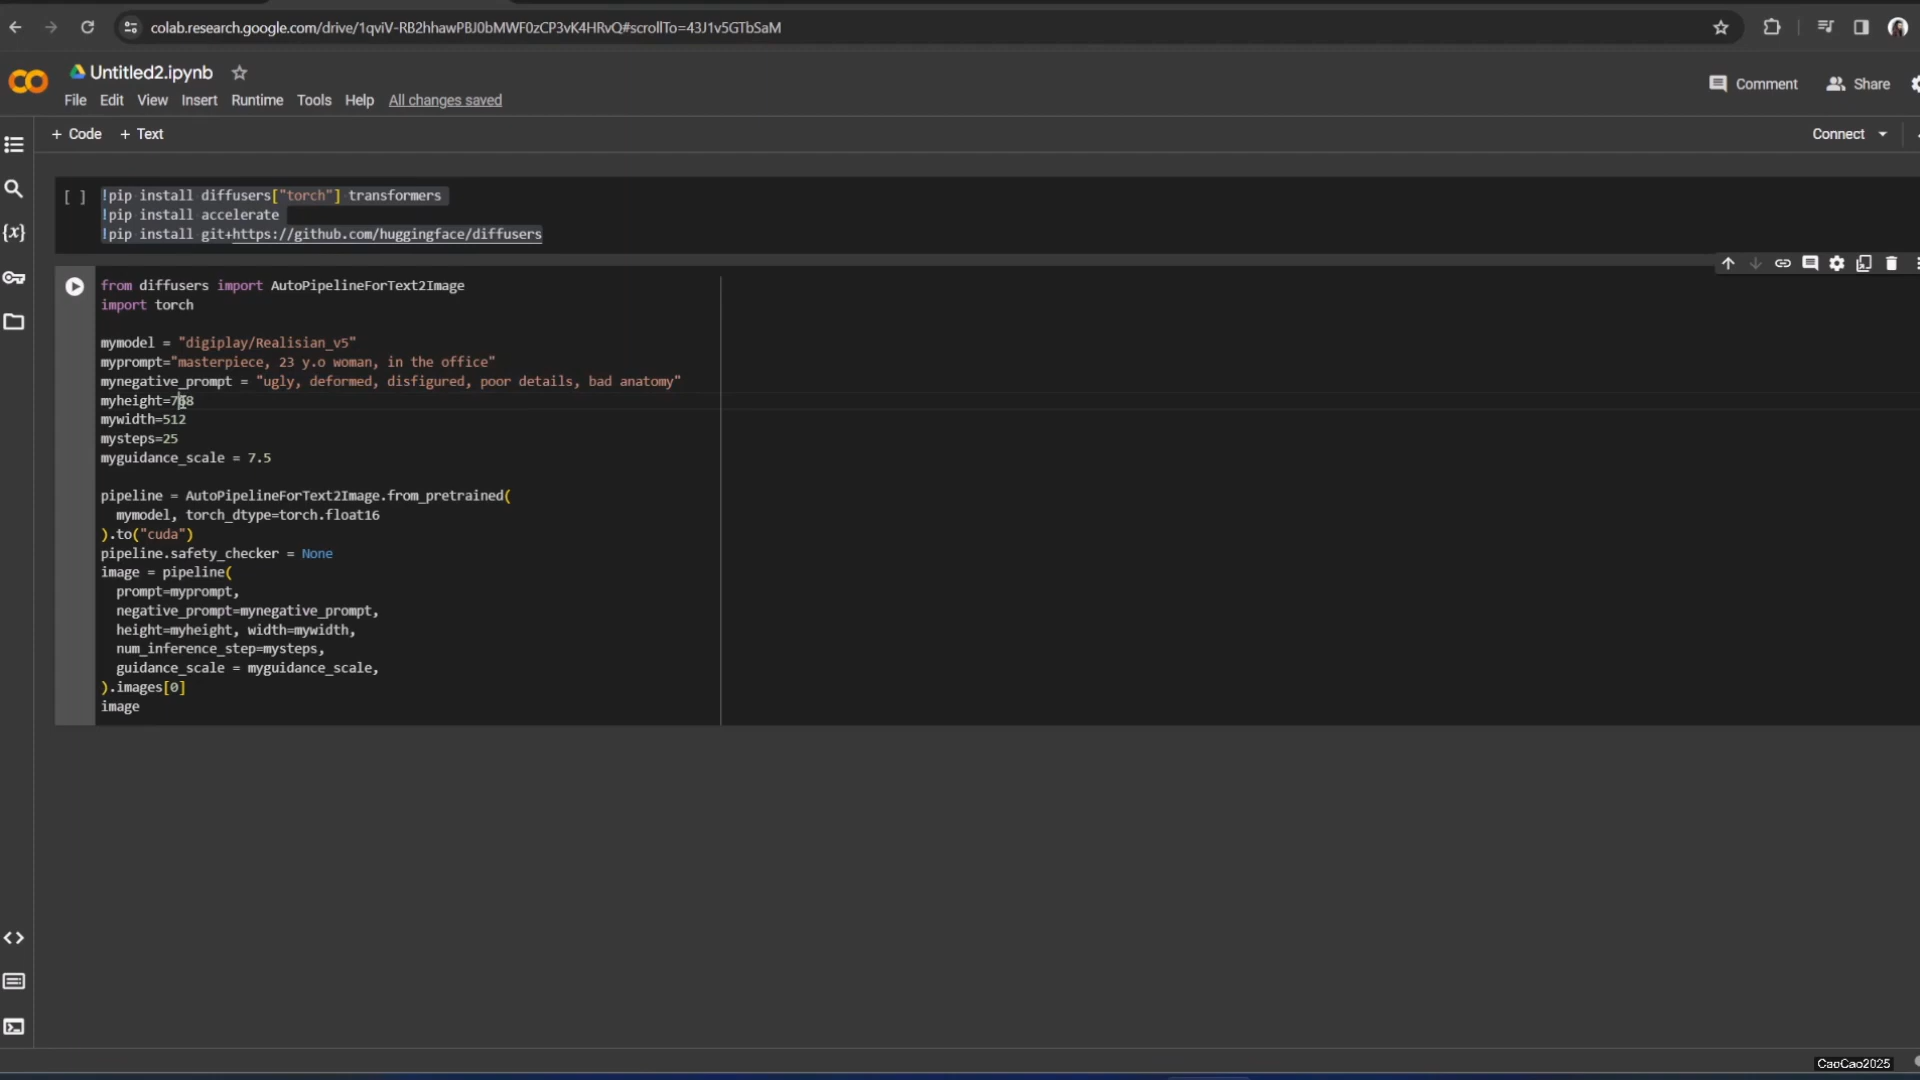 colab.research.google.com/drive/1qviV-RB2hhawPBJ0bMWF0zCP3vK4HRvQ#scrollTo=43J1v5GTbSaM
CO
Untitled2.ipynb
File Edit View Insert Runtime Tools Help All changes saved
Comment Share
+ Code + Text
Connect
[ ] !pip install diffusers["torch"] transformers
!pip install accelerate
!pip install git+https://github.com/huggingface/diffusers
{x}
from diffusers import AutoPipelineForText2Image
import torch
mymodel = "digiplay/Realisian_v5"
myprompt="masterpiece, 23 y.o woman, in the office"
mynegative_prompt = "ugly, deformed, disfigured, poor details, bad anatomy"
myheight=768
mywidth=512
mysteps=25
myguidance_scale = 7.5
pipeline = AutoPipelineForText2Image.from_pretrained(
mymodel, torch_dtype=torch.float16
).to("cuda")
pipeline.safety_checker = None
image = pipeline(
prompt=myprompt,
negative_prompt=mynegative_prompt,
height=myheight, width=mywidth,
num_inference_step=mysteps,
guidance_scale = myguidance_scale,
).images[0]
image
CaoCao2025